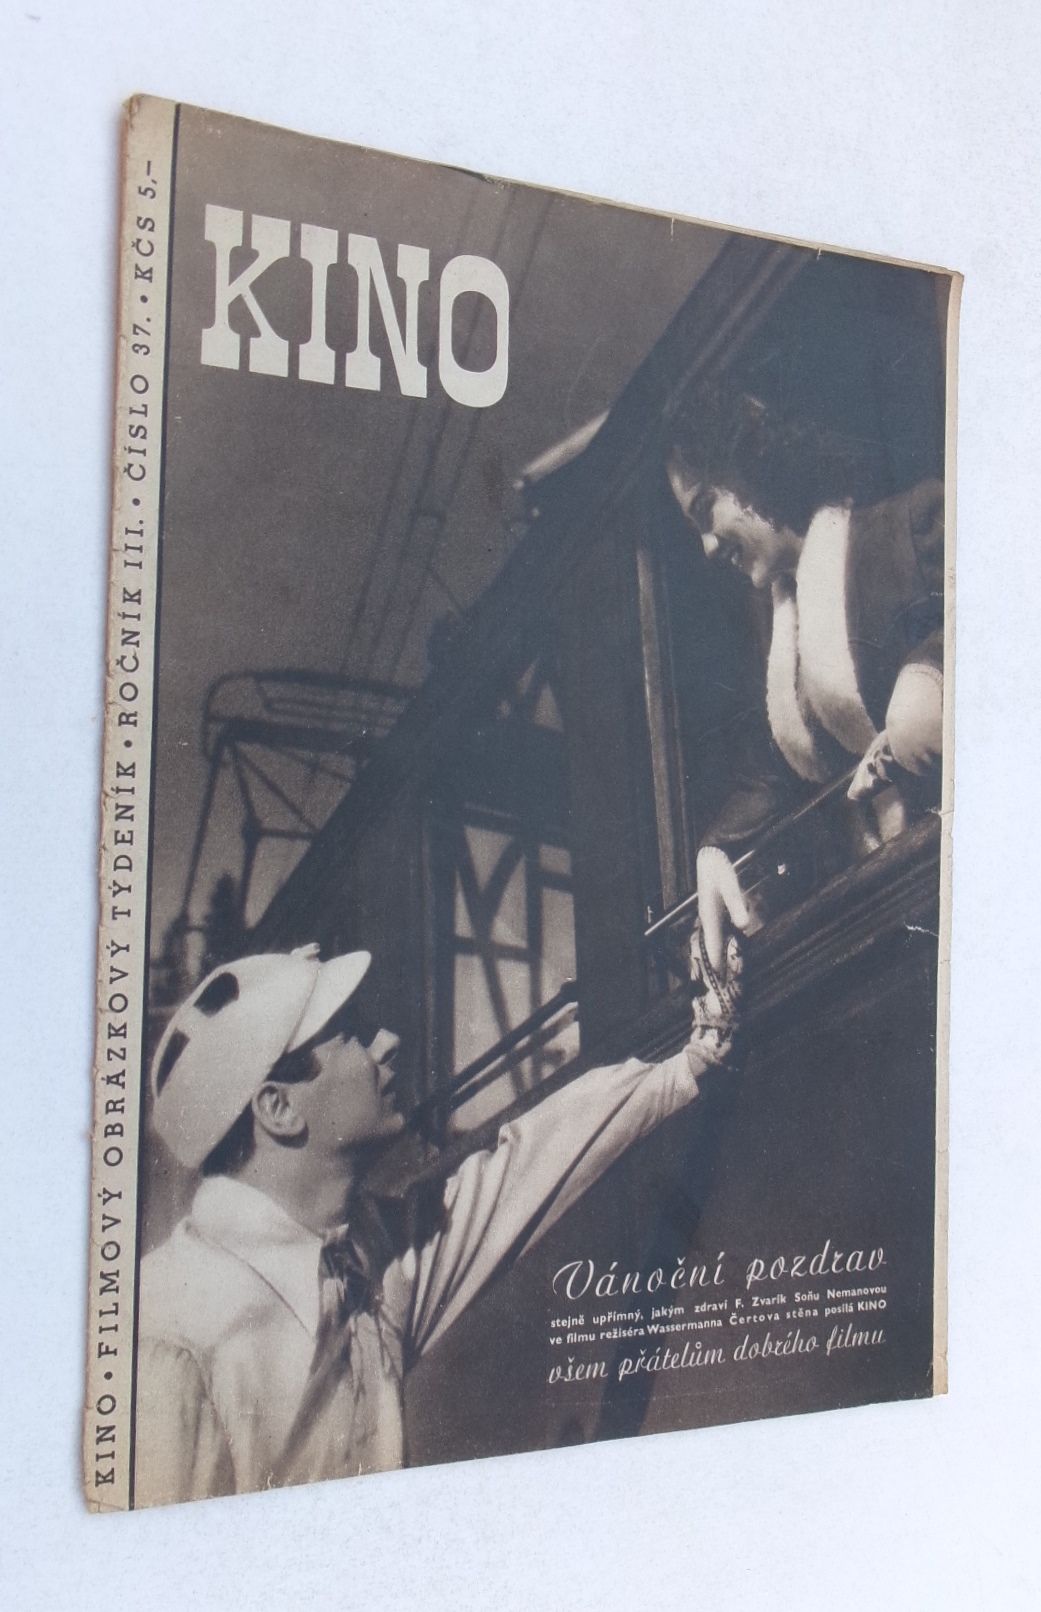 KINO • FILMOVÝ OBRÁZKOVÝ TÝDENÍK • ROČNÍK III. • ČÍSLO 37. • KČS 5,–
KINO
Vánoční pozdrav
stejně upřímný, jakým zdraví F. Zvarík Soňu Nemanovou
ve filmu režiséra Wassermanna Čertova stěna posílá KINO
všem přátelům dobrého filmu